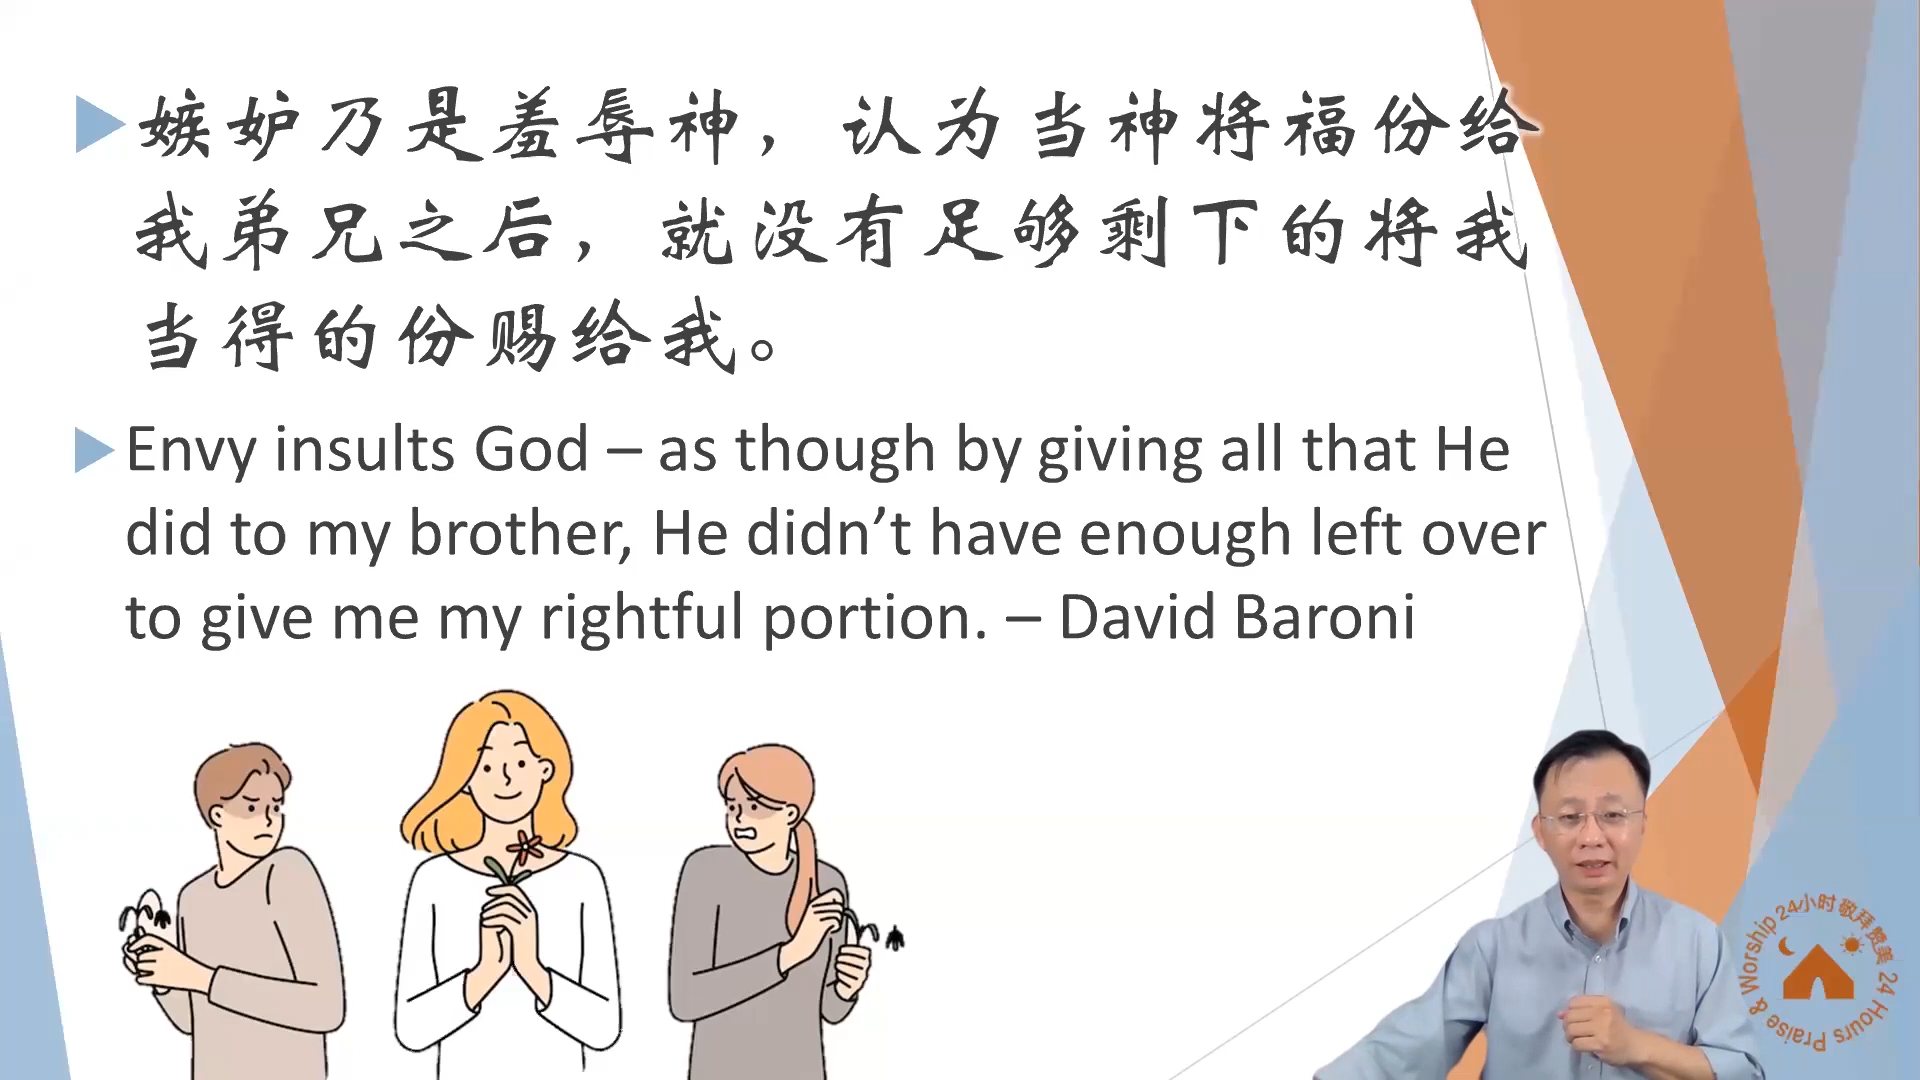 嫉妒乃是羞辱神，认为当神将福份给
我弟兄之后，就没有足够剩下的将我
当得的份赐给我。
Envy insults God – as though by giving all that He
did to my brother, He didn’t have enough left over
to give me my rightful portion. – David Baroni
24小时敬拜赞美 24 Hours Praise & Worship